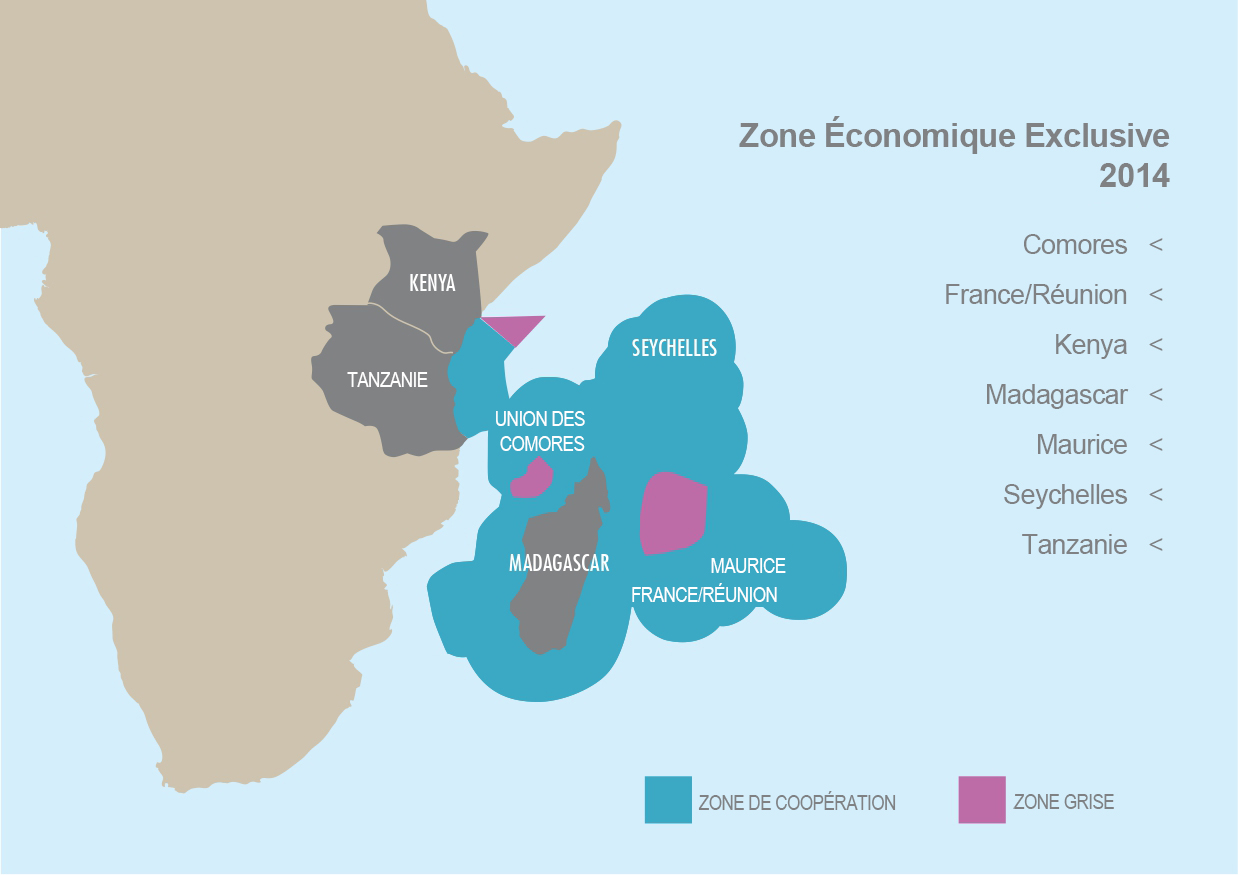 Zone Économique Exclusive
2014
Comores <
France/Réunion <
Kenya <
Madagascar <
Maurice <
Seychelles <
Tanzanie <
KENYA
TANZANIE
SEYCHELLES
UNION DES
COMORES
MADAGASCAR
MAURICE
FRANCE/RÉUNION
ZONE DE COOPÉRATION
ZONE GRISE